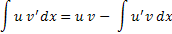 ∫ u v′ dx = u v − ∫ u′ v dx